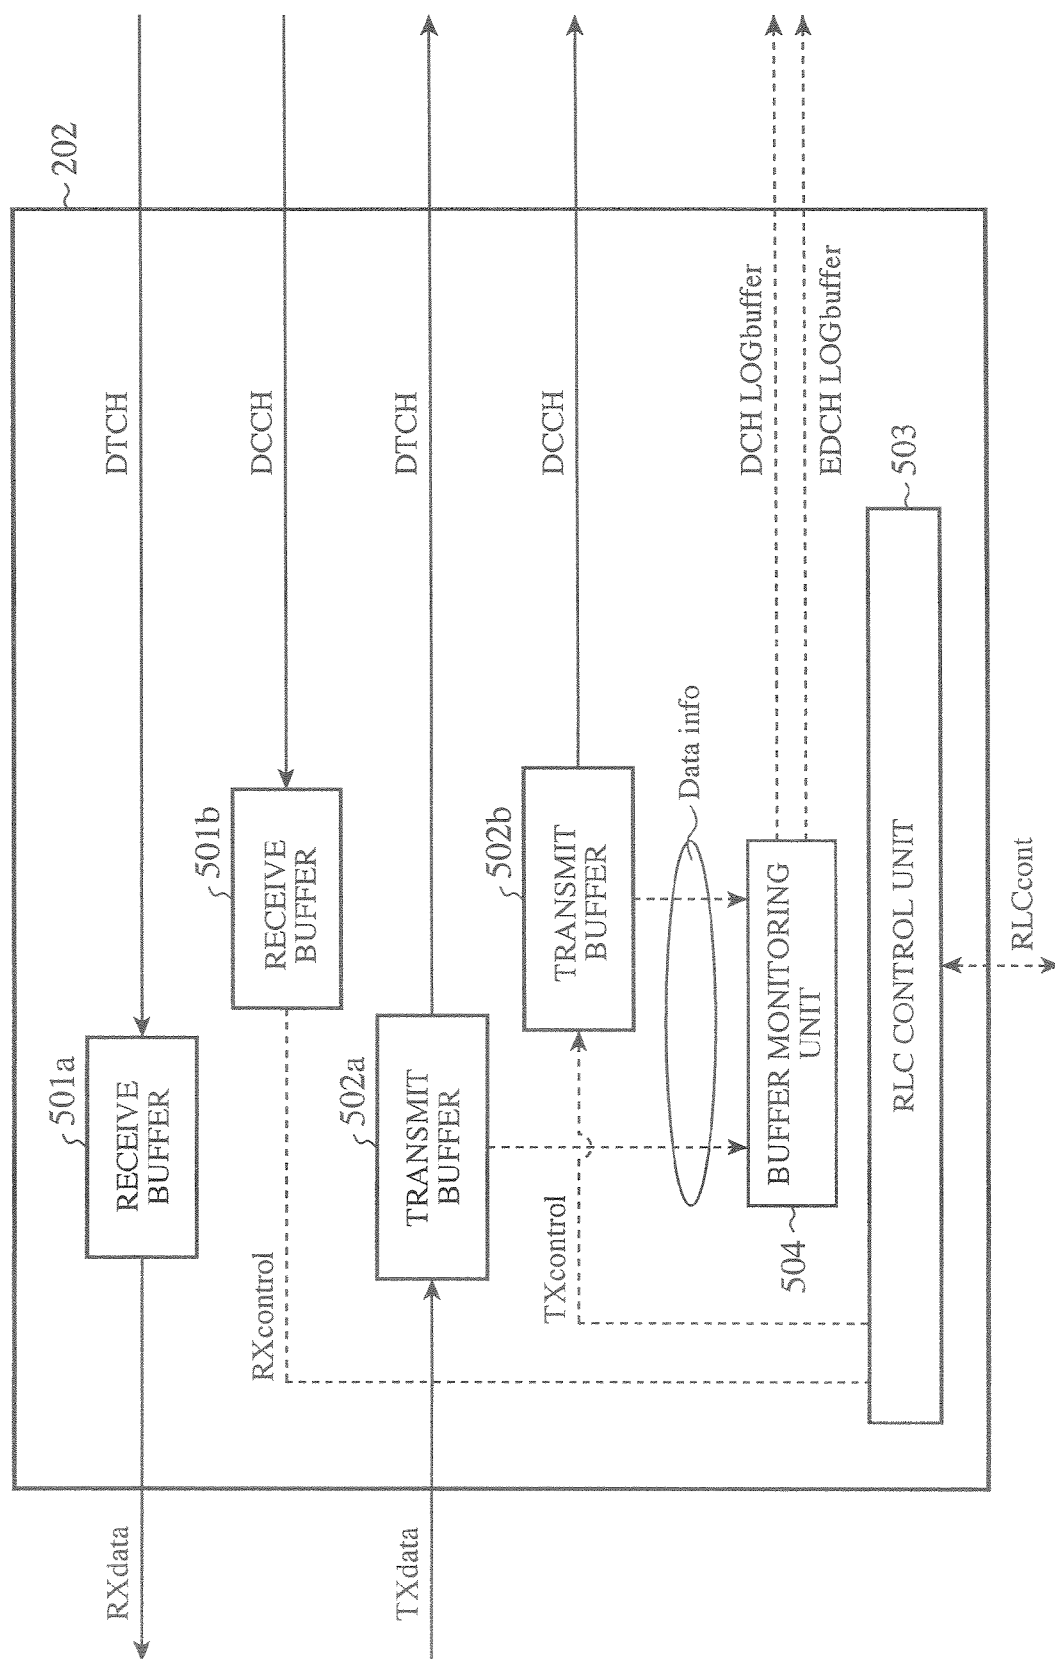 202
RXdata
DTCH
501a
RECEIVE
BUFFER
DCCH
501b
RECEIVE
BUFFER
RXcontrol
TXdata
DTCH
502a
TRANSMIT
BUFFER
DCCH
502b
TRANSMIT
BUFFER
TXcontrol
Data info
DCH LOGbuffer
EDCH LOGbuffer
504
BUFFER MONITORING
UNIT
503
RLC CONTROL UNIT
RLCcont